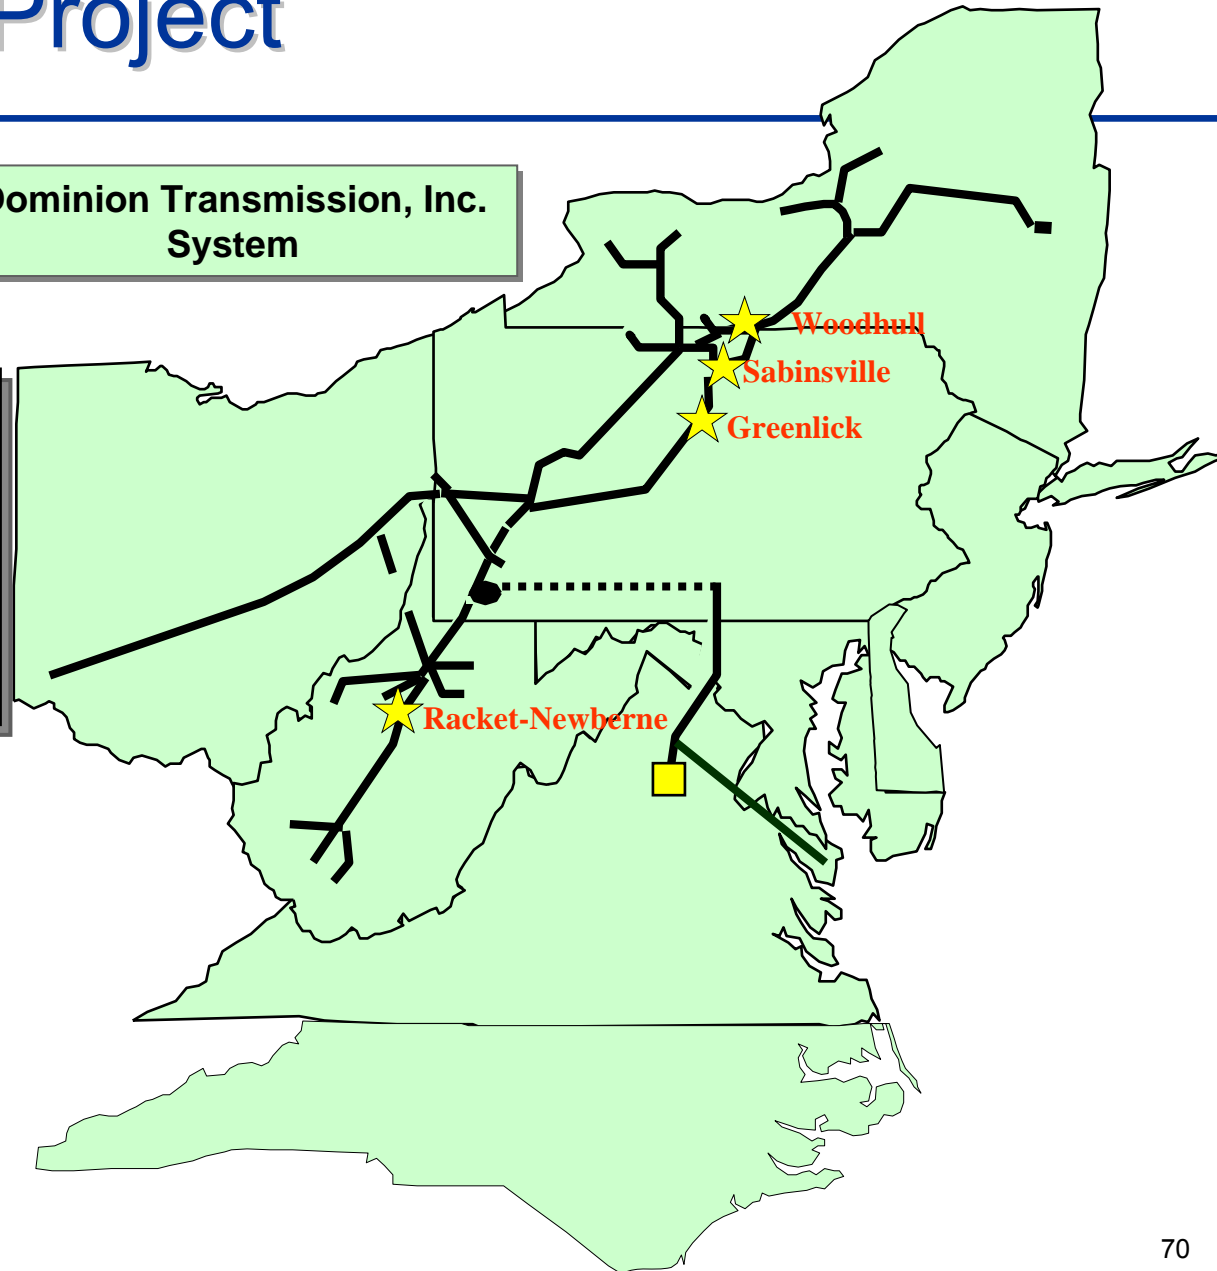 Project
Dominion Transmission, Inc.
System
Woodhull
Sabinsville
Greenlick
Racket-Newberne
70